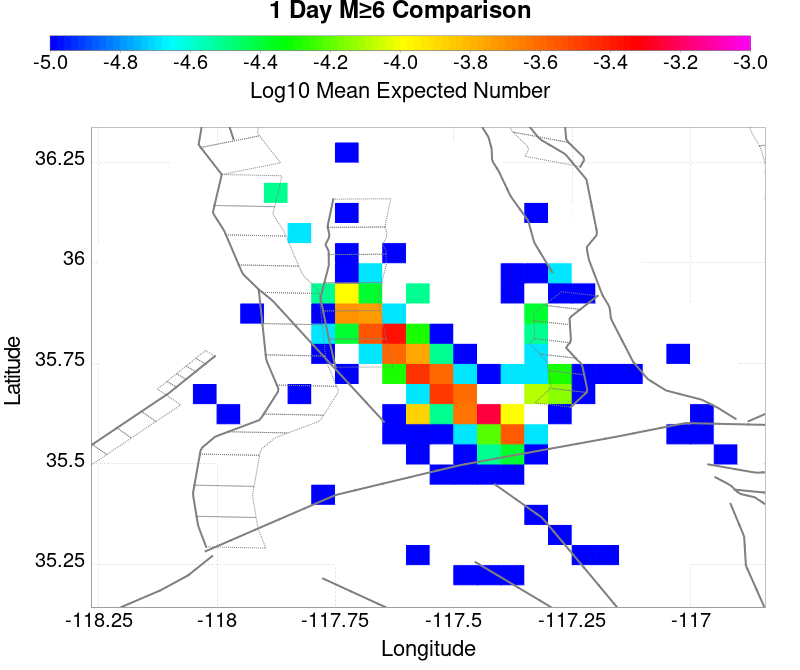 1 Day M≥6 Comparison
-5.0 -4.8 -4.6 -4.4 -4.2 -4.0 -3.8 -3.6 -3.4 -3.2 -3.0
Log10 Mean Expected Number
36.25
36
35.75
35.5
35.25
Latitude
-118.25 -118 -117.75 -117.5 -117.25 -117
Longitude